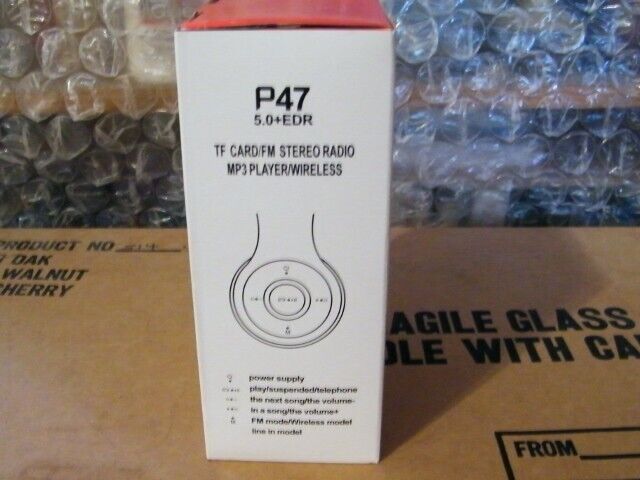 P47
5.0+EDR
TF CARD/FM STEREO RADIO
MP3 PLAYER/WIRELESS
M
power supply
play/suspended/telephone
the next song/the volume-
In a song/the volume+
M
FM mode/Wireless model
line in model
PRODUCT NO 514
OAK
WALNUT
CHERRY
AGILE GLASS
LE WITH CA
FROM